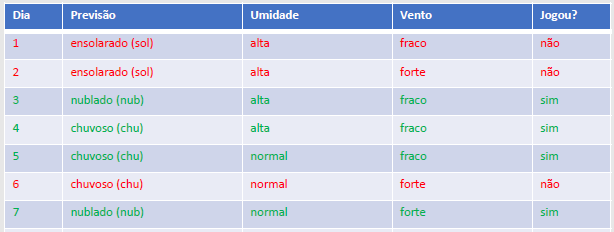 Dia Previsão Umidade Vento Jogou?
1 ensolarado (sol) alta fraco não
2 ensolarado (sol) alta forte não
3 nublado (nub) alta fraco sim
4 chuvoso (chu) alta fraco sim
5 chuvoso (chu) normal fraco sim
6 chuvoso (chu) normal forte não
7 nublado (nub) normal forte sim